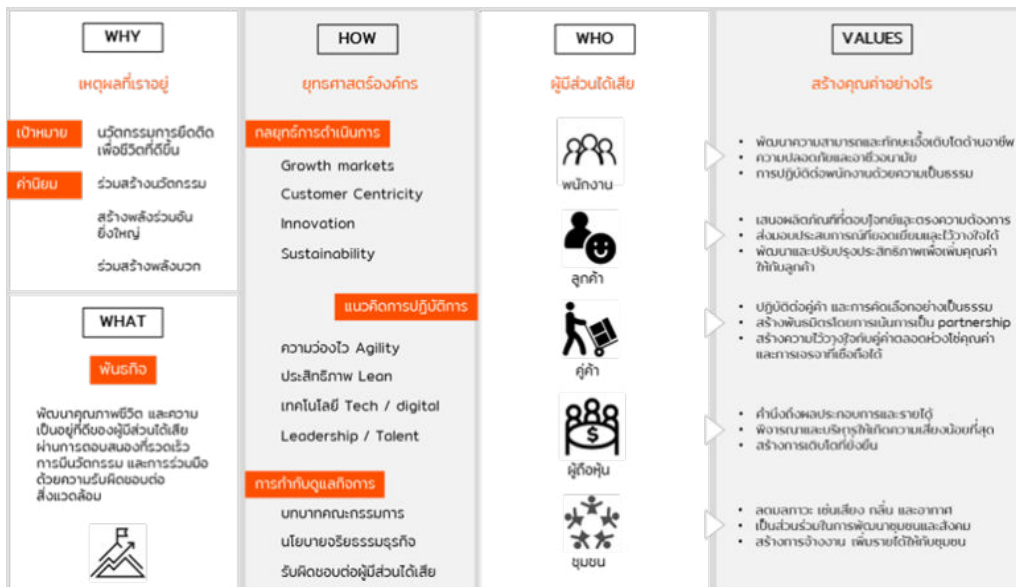 WHY
เหตุผลที่เราอยู่
เป้าหมาย
นวัตกรรมการยึดติด
เพื่อชีวิตที่ดีขึ้น
ค่านิยม
ร่วมสร้างนวัตกรรม
สร้างพลังร่วมอัน
ยิ่งใหญ่
ร่วมสร้างพลังบวก
WHAT
พันธกิจ
พัฒนาคุณภาพชีวิต และความ
เป็นอยู่ที่ดีของผู้มีส่วนได้เสีย
ผ่านการตอบสนองที่รวดเร็ว
การมีนวัตกรรม และการร่วมมือ
ด้วยความรับผิดชอบต่อ
สิ่งแวดล้อม
HOW
ยุทธศาสตร์องค์กร
กลยุทธ์การดำเนินการ
Growth markets
Customer Centricity
Innovation
Sustainability
แนวคิดการปฏิบัติการ
ความว่องไว Agility
ประสิทธิภาพ Lean
เทคโนโลยี Tech / digital
Leadership / Talent
การกำกับดูแลกิจการ
บทบาทคณะกรรมการ
นโยบายจริยธรรมธุรกิจ
รับผิดชอบต่อผู้มีส่วนได้เสีย
WHO
ผู้มีส่วนได้เสีย
พนักงาน
ลูกค้า
คู่ค้า
$
ผู้ถือหุ้น
ชุมชน
VALUES
สร้างคุณค่าอย่างไร
• พัฒนาความสามารถและทักษะเอื้อเติบโตด้านอาชีพ
• ความปลอดภัยและอาชีวอนามัย
• การปฏิบัติต่อพนักงานด้วยความเป็นธรรม
• เสนอผลิตภัณฑ์ที่ตอบโจทย์และตรงความต้องการ
• ส่งมอบประสบการณ์ที่ยอดเยี่ยมและไว้วางใจได้
• พัฒนาและปรับปรุงประสิทธิภาพเพื่อเพิ่มคุณค่า
ให้กับลูกค้า
• ปฏิบัติต่อคู่ค้า และการคัดเลือกอย่างเป็นธรรม
• สร้างพันธมิตรโดยการเน้นการเป็น partnership
• สร้างความไว้วางใจกับคู่ค้าตลอดห่วงโซ่คุณค่า
และการเจรจาที่เชื่อถือได้
• คำนึงถึงผลประกอบการและรายได้
• พิจารณาและบริหารให้เกิดความเสี่ยงน้อยที่สุด
• สร้างการเติบโตที่ยั่งยืน
• ลดมลภาวะ เช่นเสียง กลิ่น และอากาศ
• เป็นส่วนร่วมในการพัฒนาชุมชนและสังคม
• สร้างการจ้างงาน เพิ่มรายได้ให้กับชุมชน